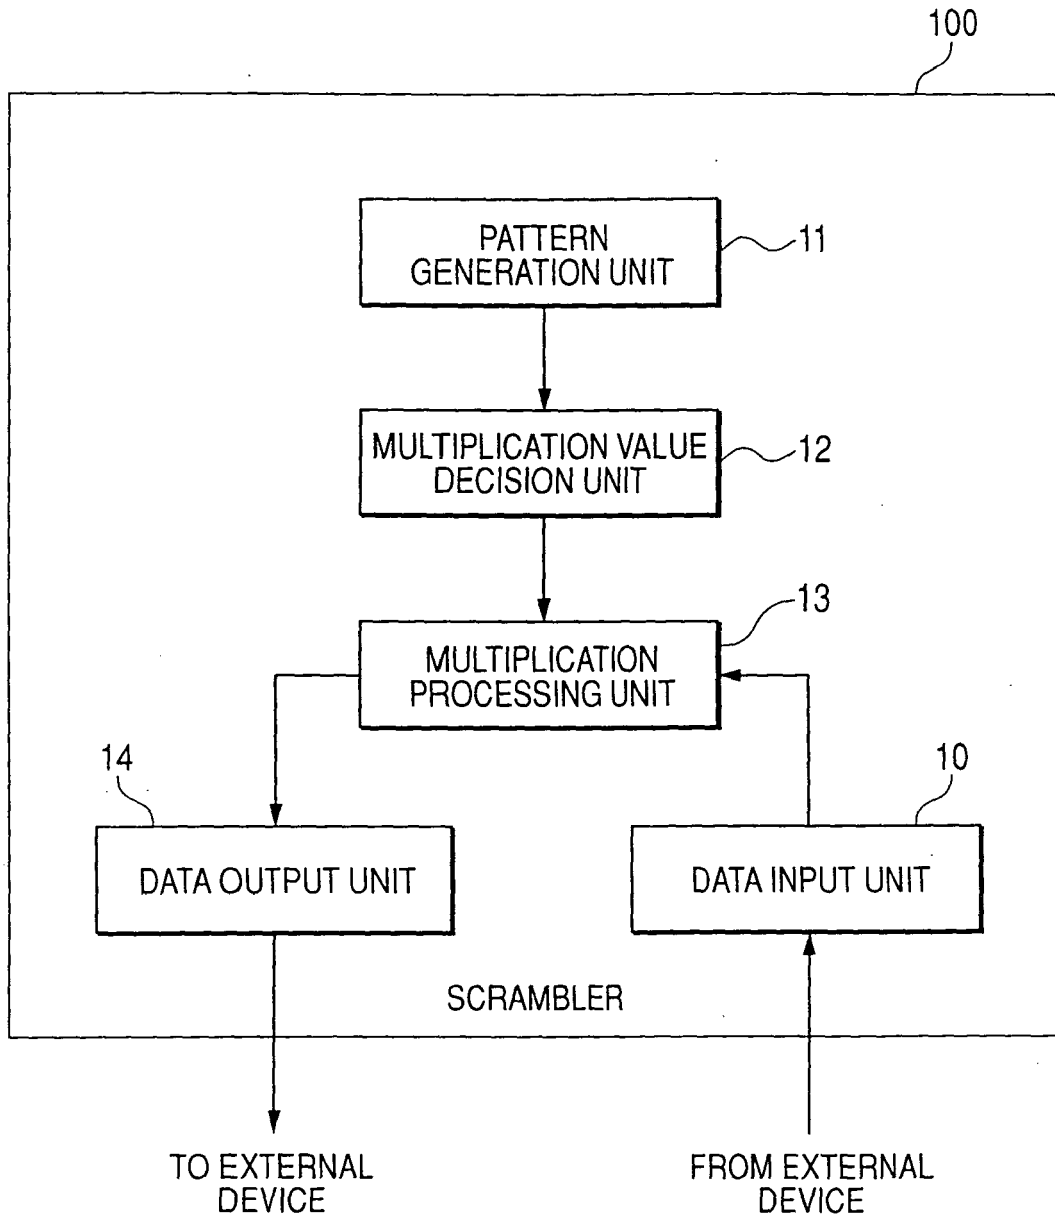 100
PATTERN
GENERATION UNIT
11
MULTIPLICATION VALUE
DECISION UNIT
12
13
MULTIPLICATION
PROCESSING UNIT
14
10
DATA OUTPUT UNIT
DATA INPUT UNIT
SCRAMBLER
TO EXTERNAL
DEVICE
FROM EXTERNAL
DEVICE